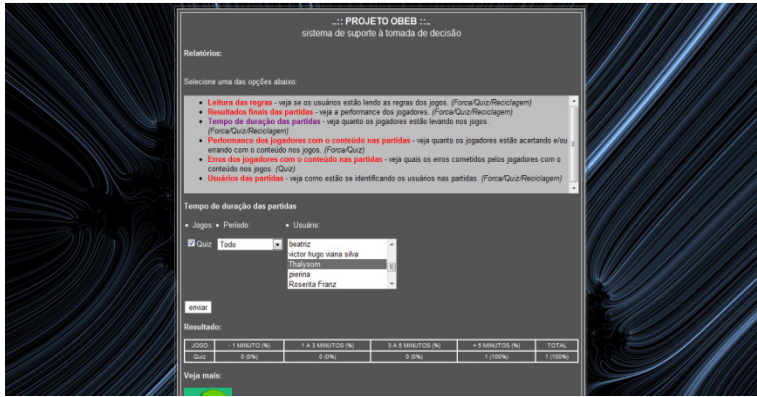 ..:: PROJETO OBEB ::..
sistema de suporte à tomada de decisão
Relatórios:
Selecione uma das opções abaixo:
• Leitura das regras - veja se os usuários estão lendo as regras dos jogos. (Forca/Quiz/Reciclagem)
• Resultados finais das partidas - veja a performance dos jogadores. (Forca/Quiz/Reciclagem)
• Tempo de duração das partidas - veja quanto os jogadores estão levando nos jogos.
(Forca/Quiz/Reciclagem)
• Performance dos jogadores com o conteúdo nas partidas - veja quanto os jogadores estão acertando e/ou
errando com o conteúdo nos jogos. (Forca/Quiz)
• Erros dos jogadores com o conteúdo nas partidas - veja quais os erros cometidos pelos jogadores com o
conteúdo nos jogos. (Quiz)
• Usuários das partidas - veja como estão se identificando os usuários nas partidas. (Forca/Quiz/Reciclagem)
Tempo de duração das partidas
• Jogos: • Período: • Usuário:
Quiz Todo beatriz
victor hugo viana silva
Thalysom
pierina
Roserita Franz
enviar
Resultado:
JOGO - 1 MINUTO (%) 1 A 3 MINUTOS (%) 3 A 5 MINUTOS (%) + 5 MINUTOS (%) TOTAL
Quiz 0 (0%) 0 (0%) 0 (0%) 1 (100%) 1 (100%)
Veja mais: